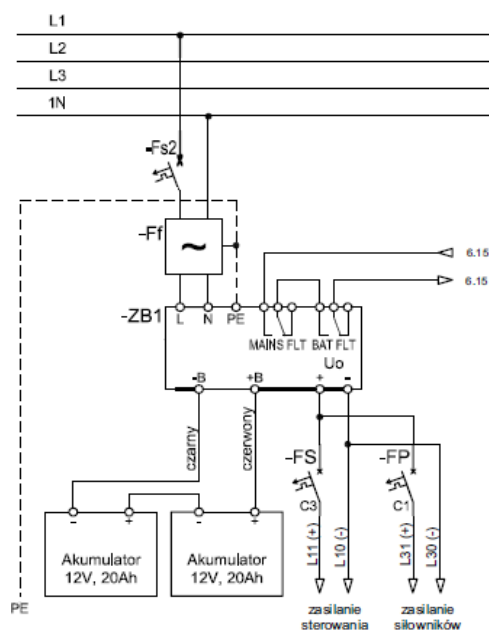 L1
L2
L3
1N
-Fs2
-Ff
~
6.15
6.15
-ZB1
L N PE
MAINS FLT BAT FLT
Uo
-B +B + -
czarny
czerwony
-FS
-FP
C3
C1
L11 (+)
L10 (-)
L31 (+)
L30 (-)
- + - +
Akumulator
12V, 20Ah
Akumulator
12V, 20Ah
PE
zasilanie
sterowania
zasilanie
siłowników